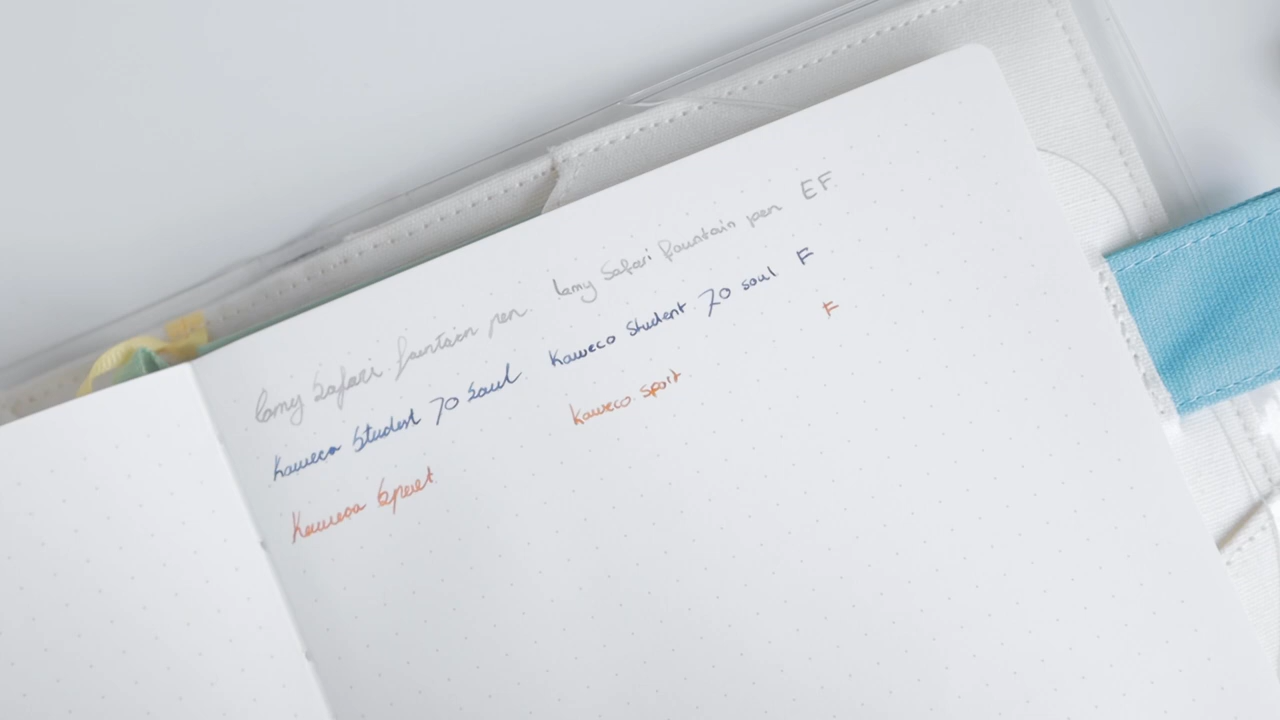 Lamy Safari fountain pen Lamy Safari fountain pen EF
Kaweco Student 70 soul Kaweco Student 70 soul F
Kaweco Sport Kaweco Sport F